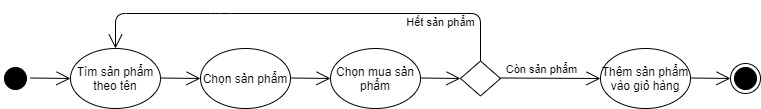 Hết sản phẩm
Tìm sản phẩm
theo tên
Chọn sản phẩm
Chọn mua sản
phẩm
Còn sản phẩm
Thêm sản phẩm
vào giỏ hàng